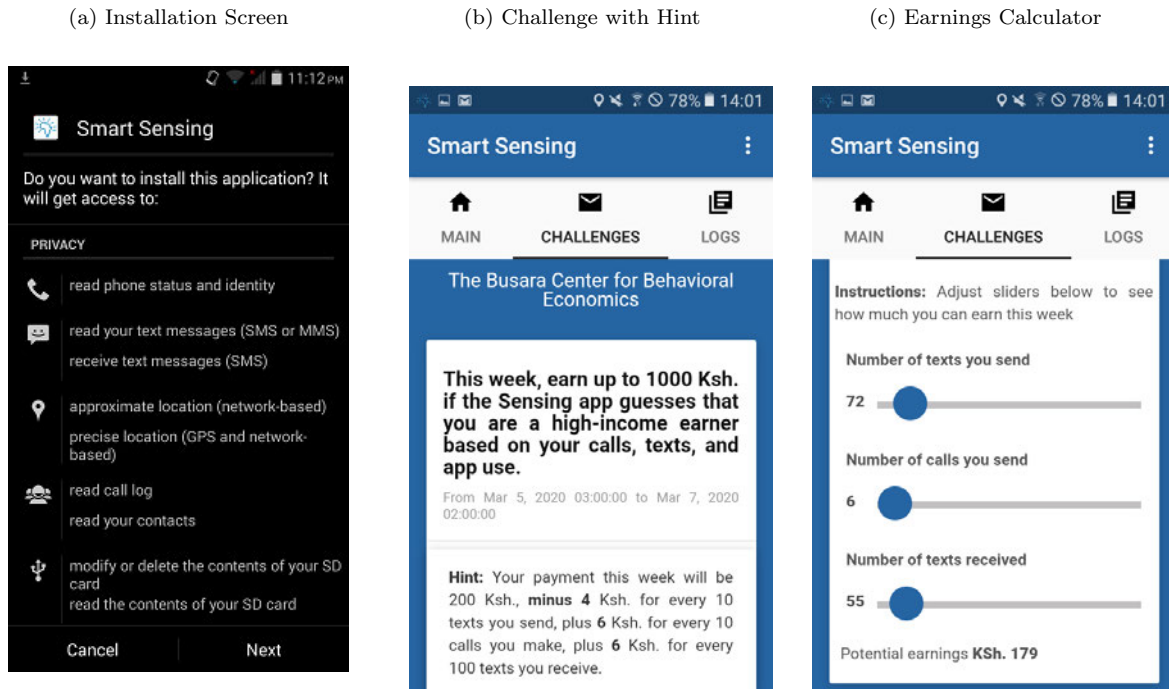 (a) Installation Screen
11:12 PM
Smart Sensing
Do you want to install this application? It
will get access to:
PRIVACY
read phone status and identity
read your text messages (SMS or MMS)
receive text messages (SMS)
approximate location (network-based)
precise location (GPS and network-
based)
read call log
read your contacts
modify or delete the contents of your SD
card
read the contents of your SD card
Cancel
Next
(b) Challenge with Hint
78% 14:01
Smart Sensing
MAIN
CHALLENGES
LOGS
The Busara Center for Behavioral
Economics
This week, earn up to 1000 Ksh.
if the Sensing app guesses that
you are a high-income earner
based on your calls, texts, and
app use.
From Mar 5, 2020 03:00:00 to Mar 7, 2020
02:00:00
Hint: Your payment this week will be
200 Ksh., minus 4 Ksh. for every 10
texts you send, plus 6 Ksh. for every 10
calls you make, plus 6 Ksh. for every
100 texts you receive.
(c) Earnings Calculator
78% 14:01
Smart Sensing
MAIN
CHALLENGES
LOGS
Instructions: Adjust sliders below to see
how much you can earn this week
Number of texts you send
72
Number of calls you send
6
Number of texts received
55
Potential earnings KSh. 179